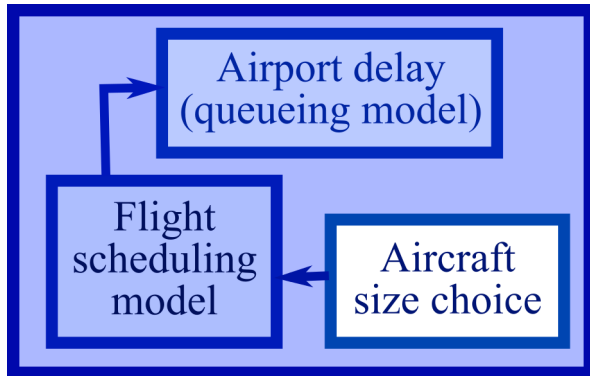 Airport delay
(queueing model)
Flight
scheduling
model
Aircraft
size choice